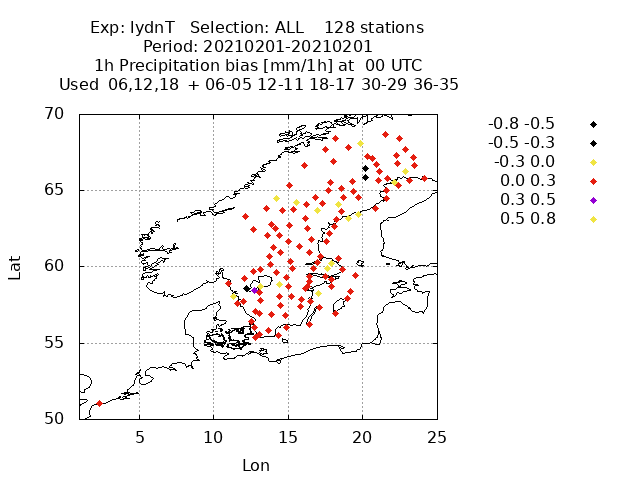 Exp: lydnT   Selection: ALL    128 stations
Period: 20210201-20210201
1h Precipitation bias [mm/1h] at  00 UTC
Used  06,12,18  + 06-05 12-11 18-17 30-29 36-35
-0.8 -0.5
-0.5 -0.3
-0.3 0.0
0.0 0.3
0.3 0.5
0.5 0.8
70
65
60
55
50
Lat
5 10 15 20 25
Lon